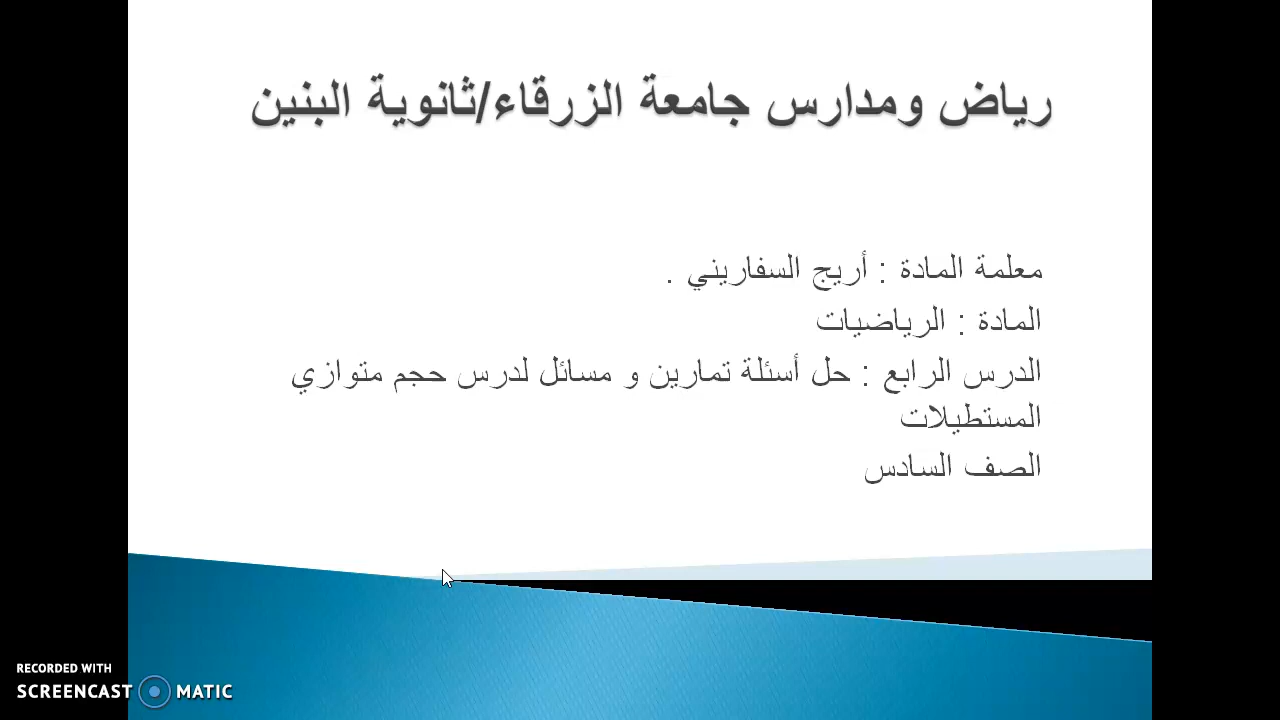 رياض ومدارس جامعة الزرقاء/ثانوية البنين
معلمة المادة : أريج السفاريني .
المادة : الرياضيات
الدرس الرابع : حل أسئلة تمارين و مسائل لدرس حجم متوازي
المستطيلات
الصف السادس
RECORDED WITH
SCREENCAST MATIC